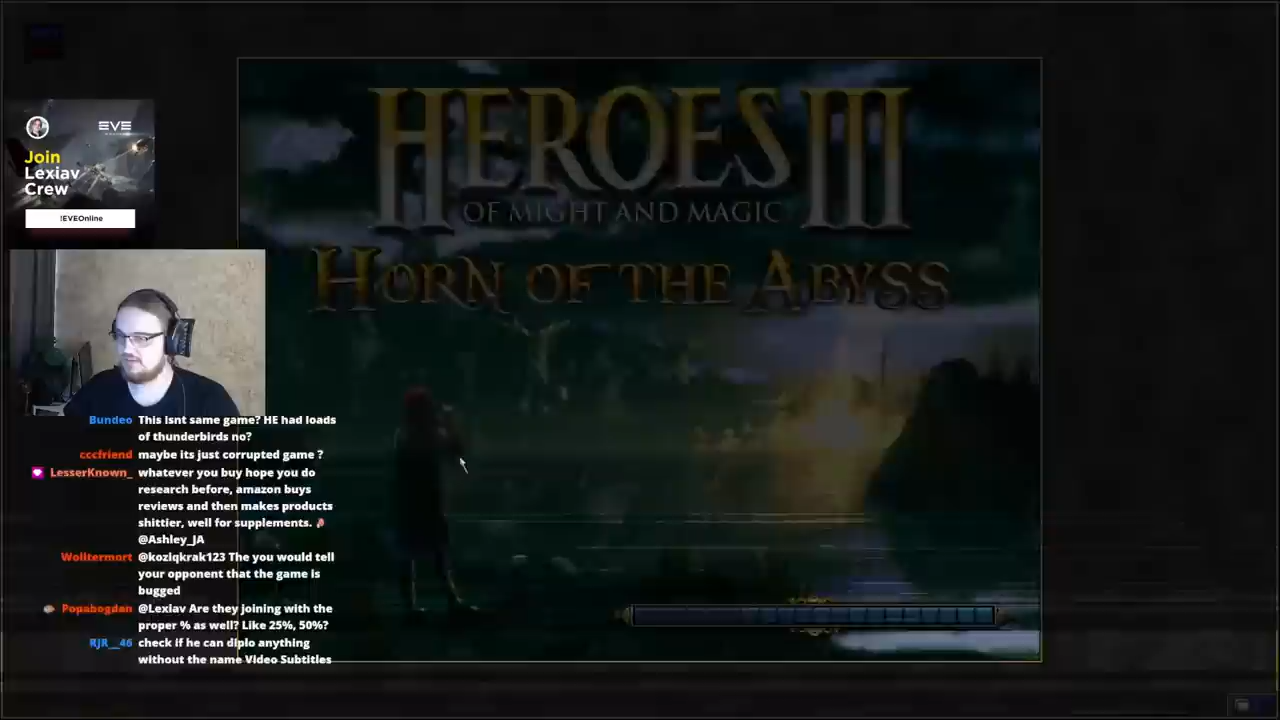 HEROES III
OF MIGHT AND MAGIC
HORN OF THE ABYSS
EVE
Join
Lexiav
Crew
!EVEOnline
Bundeo This Isnt same game? HE had loads
of thunderbirds no?
cccfriend maybe its just corrupted game ?
LesserKnown_ whatever you buy hope you do
research before, amazon buys
reviews and then makes products
shittier, well for supplements.
@Ashley_JA
Wolltermort @koziqkrak123 The you would tell
your opponent that the game is
bugged
Popabogdan @Lexiav Are they joining with the
proper % as well? Like 25%, 50%?
RJR__46 check if he can diplo anything
without the name Video Subtitles